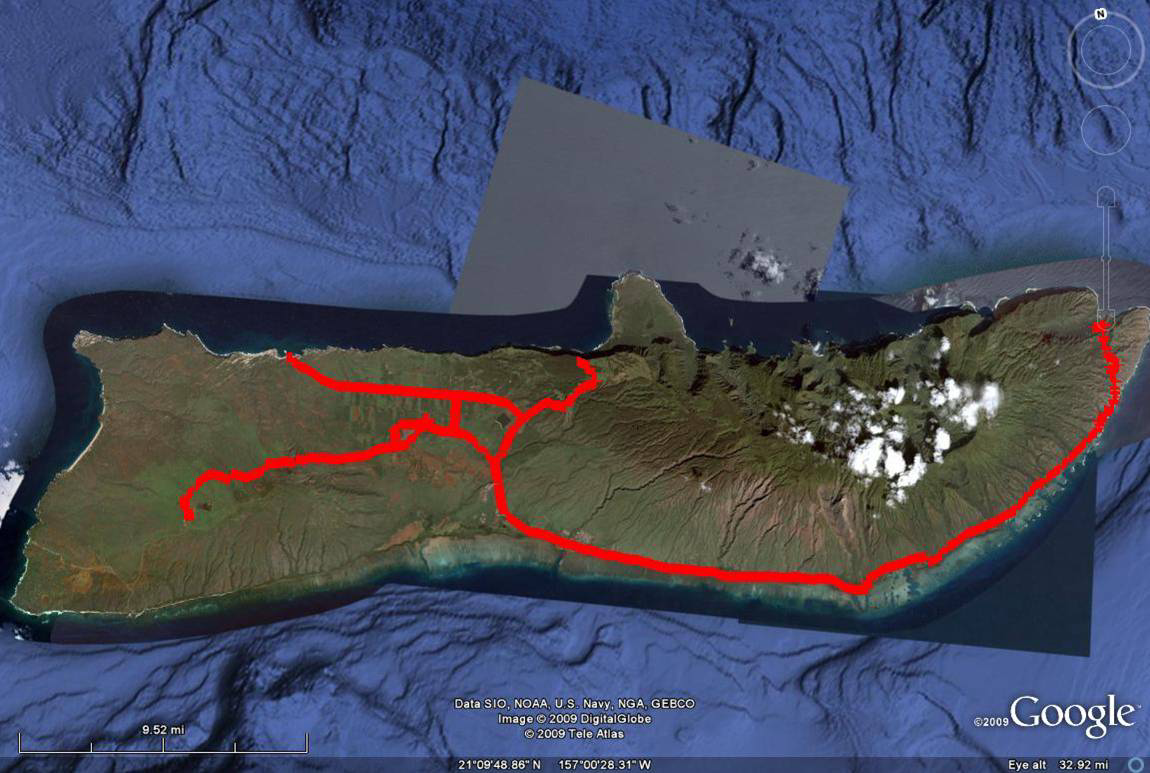 N
9.52 mi
Data SIO, NOAA, U.S. Navy, NGA, GEBCO
Image © 2009 DigitalGlobe
© 2009 Tele Atlas
©2009 Google™
21°09'48.86" N 157°00'28.31" W
Eye alt 32.92 mi